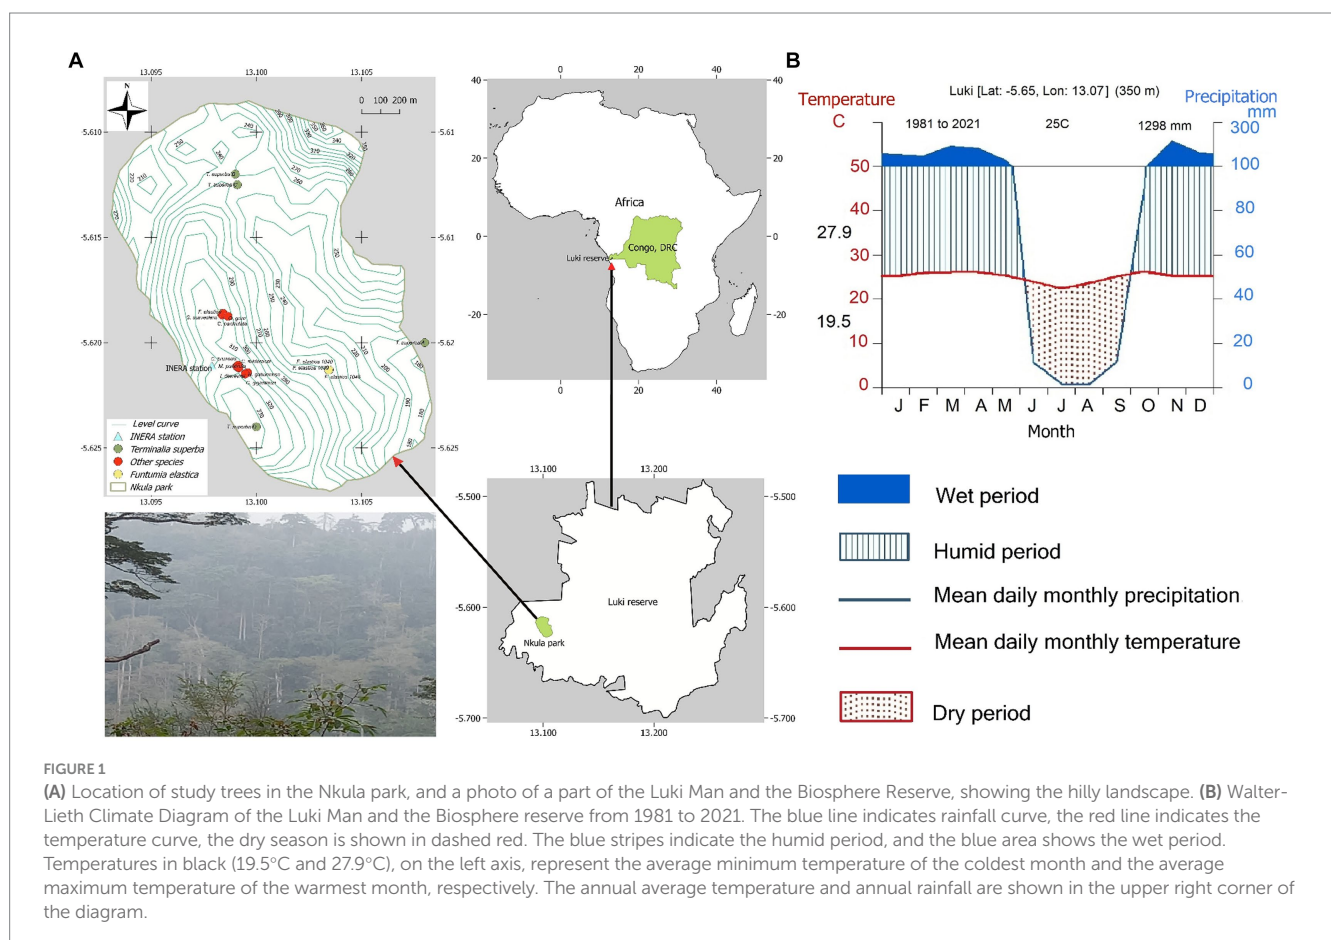 A
13.095
13.100
13.105
N
0 100 200 m
-5.610
-5.61
-5.615
-5.61
-5.620
-5.62
-5.625
-5.62
INERA station
Level curve
INERA station
Terminalia superba
Other species
Funtumia elastica
Nkula park
13.095
13.100
13.105
0
20
40
40
40
20
20
0
0
-20
-20
Africa
Congo, DRC
Luki reserve
0
20
40
13.100
13.200
-5.500
-5.500
-5.600
-5.600
-5.700
-5.700
Luki reserve
Nkula park
13.100
13.200
B
Luki [Lat: -5.65, Lon: 13.07] (350 m)
Temperature
C
Precipitation
mm
1981 to 2021
25C
1298 mm
300
50
100
40
80
27.9
30
60
20
40
19.5
10
20
0
0
J F M A M J J A S O N D
Month
Wet period
Humid period
Mean daily monthly precipitation
Mean daily monthly temperature
Dry period
FIGURE 1
(A) Location of study trees in the Nkula park, and a photo of a part of the Luki Man and the Biosphere Reserve, showing the hilly landscape. (B) Walter-
Lieth Climate Diagram of the Luki Man and the Biosphere reserve from 1981 to 2021. The blue line indicates rainfall curve, the red line indicates the
temperature curve, the dry season is shown in dashed red. The blue stripes indicate the humid period, and the blue area shows the wet period.
Temperatures in black (19.5°C and 27.9°C), on the left axis, represent the average minimum temperature of the coldest month and the average
maximum temperature of the warmest month, respectively. The annual average temperature and annual rainfall are shown in the upper right corner of
the diagram.